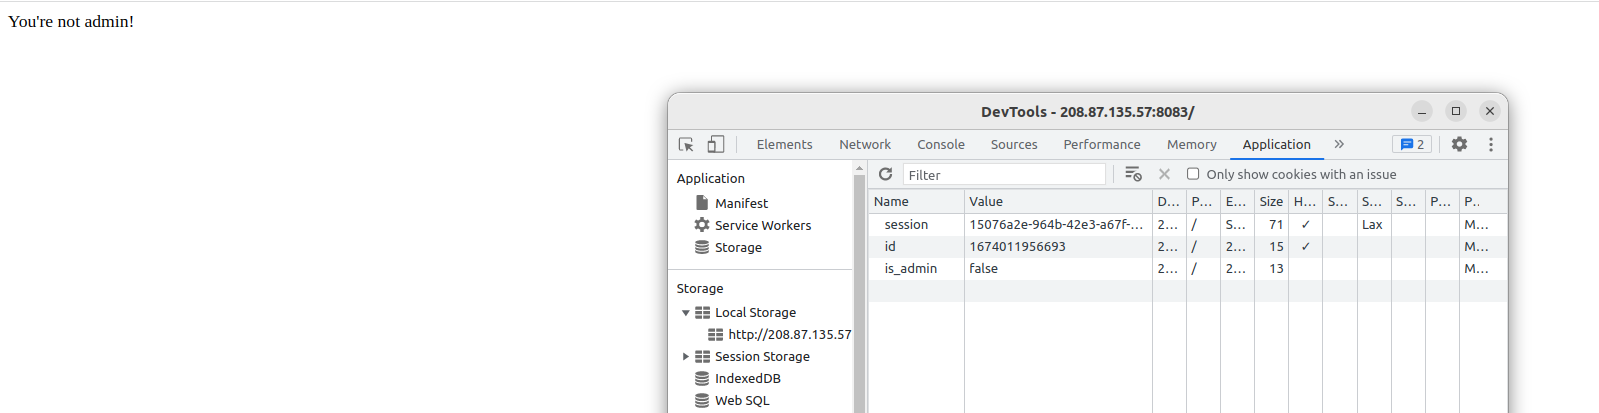 You're not admin!
DevTools - 208.87.135.57:8083/
Elements Network Console Sources Performance Memory Application » 2
Application
Manifest
Service Workers
Storage
Storage
Local Storage
http://208.87.135.57
Session Storage
IndexedDB
Web SQL
Filter Only show cookies with an issue
Name Value D... P... E... Size H... S... S... S... P... P..
session 15076a2e-964b-42e3-a67f-... 2... / S... 71 ✓ Lax M...
id 1674011956693 2... / 2... 15 ✓ M...
is_admin false 2... / 2... 13 M...